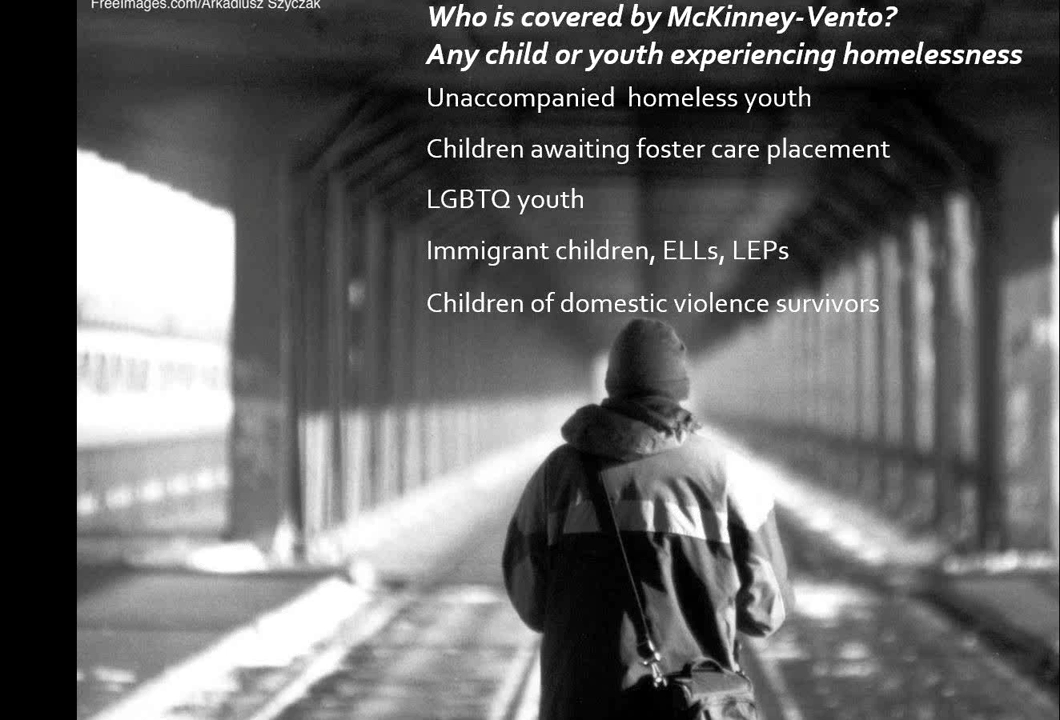 FreeImages.com/Arkadiusz Szyczak
Who is covered by McKinney-Vento?
Any child or youth experiencing homelessness
Unaccompanied  homeless youth
Children awaiting foster care placement
LGBTQ youth
Immigrant children, ELLs, LEPs
Children of domestic violence survivors